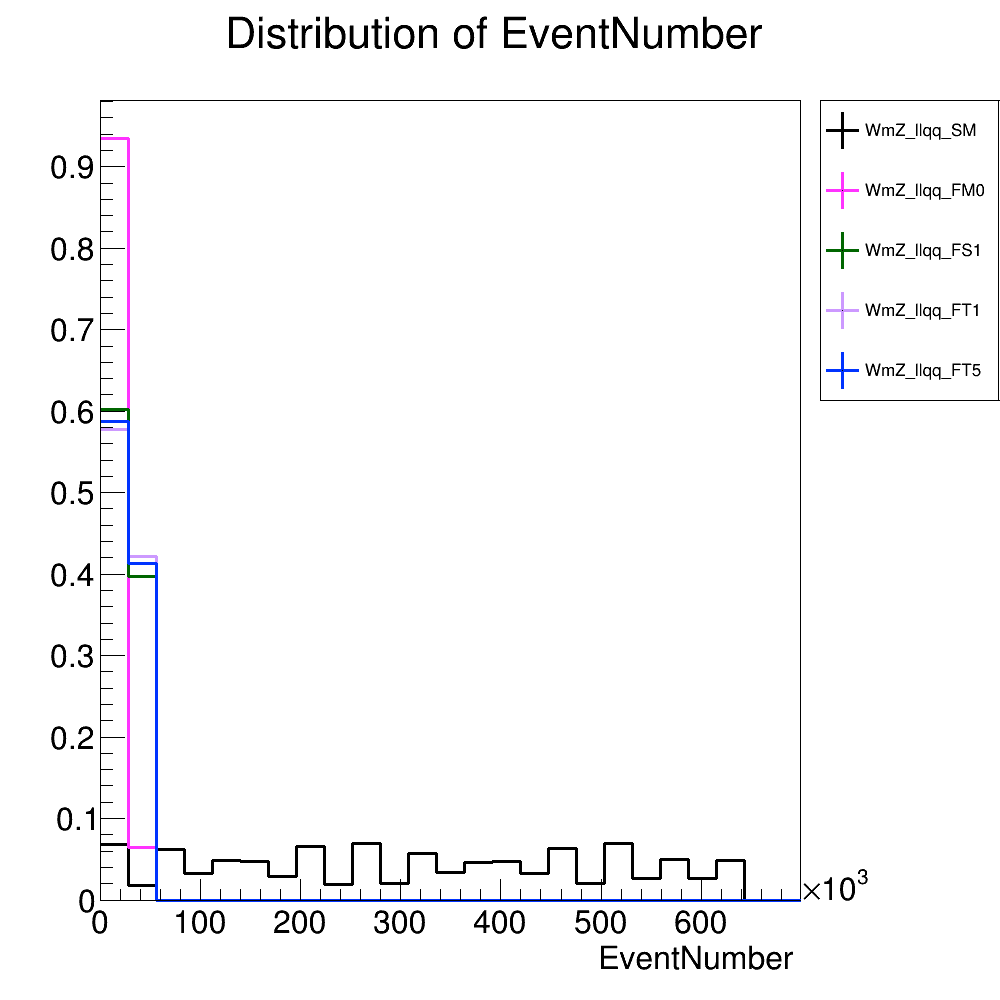 Distribution of EventNumber
WmZ_llqq_SM
WmZ_llqq_FM0
WmZ_llqq_FS1
WmZ_llqq_FT1
WmZ_llqq_FT5
0.9
0.8
0.7
0.6
0.5
0.4
0.3
0.2
0.1
0
0 100 200 300 400 500 600 ×10³
EventNumber